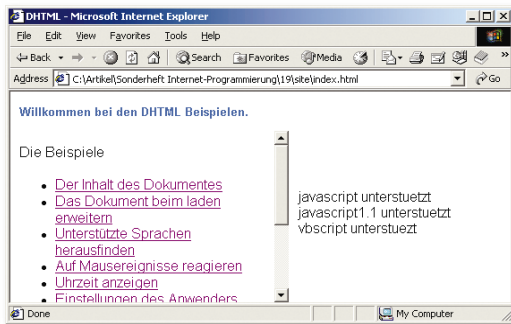 DHTML - Microsoft Internet Explorer
File Edit View Favorites Tools Help
Back Search Favorites Media »
Address C:\Artikel\Sonderheft Internet-Programmierung\19\site\index.html Go
Willkommen bei den DHTML Beispielen.
Die Beispiele
• Der Inhalt des Dokumentes
• Das Dokument beim laden
erweitern
• Unterstützte Sprachen
herausfinden
• Auf Mausereignisse reagieren
• Uhrzeit anzeigen
• Einstellungen des Anwenders
javascript unterstuetzt
javascript1.1 unterstuetzt
vbscript unterstuezt
Done My Computer